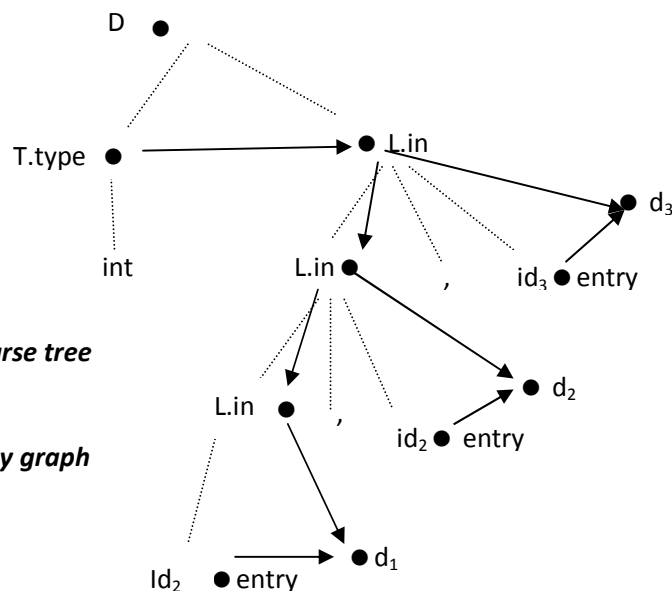 D
T.type L.in
d₃
int L.in , id₃ entry
rse tree
d₂
L.in , id₂ entry
y graph
Id₂ entry d₁